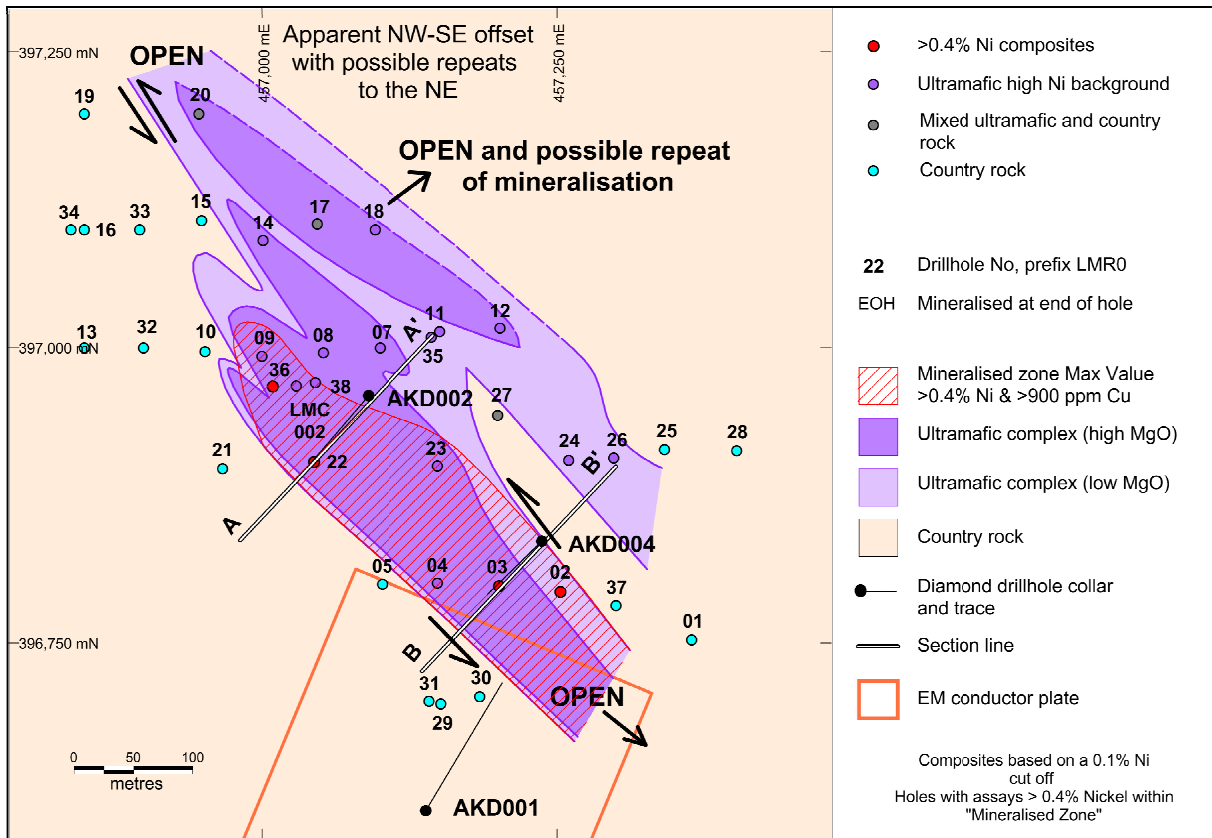 397,250 mN
OPEN
457,000 mE
Apparent NW-SE offset
with possible repeats
to the NE
457,250 mE
19
20
OPEN and possible repeat
of mineralisation
34
16
33
15
14
17
18
13
397,000 mN
32
10
09
08
07
11
A'
35
12
36
38
LMC
002
22
AKD002
27
21
23
24
26
B'
25
28
A
AKD004
05
04
03
02
37
01
396,750 mN
B
31
29
30
OPEN
AKD001
0 50 100
metres
>0.4% Ni composites
Ultramafic high Ni background
Mixed ultramafic and country
rock
Country rock
22 Drillhole No, prefix LMR0
EOH Mineralised at end of hole
Mineralised zone Max Value
>0.4% Ni & >900 ppm Cu
Ultramafic complex (high MgO)
Ultramafic complex (low MgO)
Country rock
Diamond drillhole collar
and trace
Section line
EM conductor plate
Composites based on a 0.1% Ni
cut off
Holes with assays > 0.4% Nickel within
"Mineralised Zone"